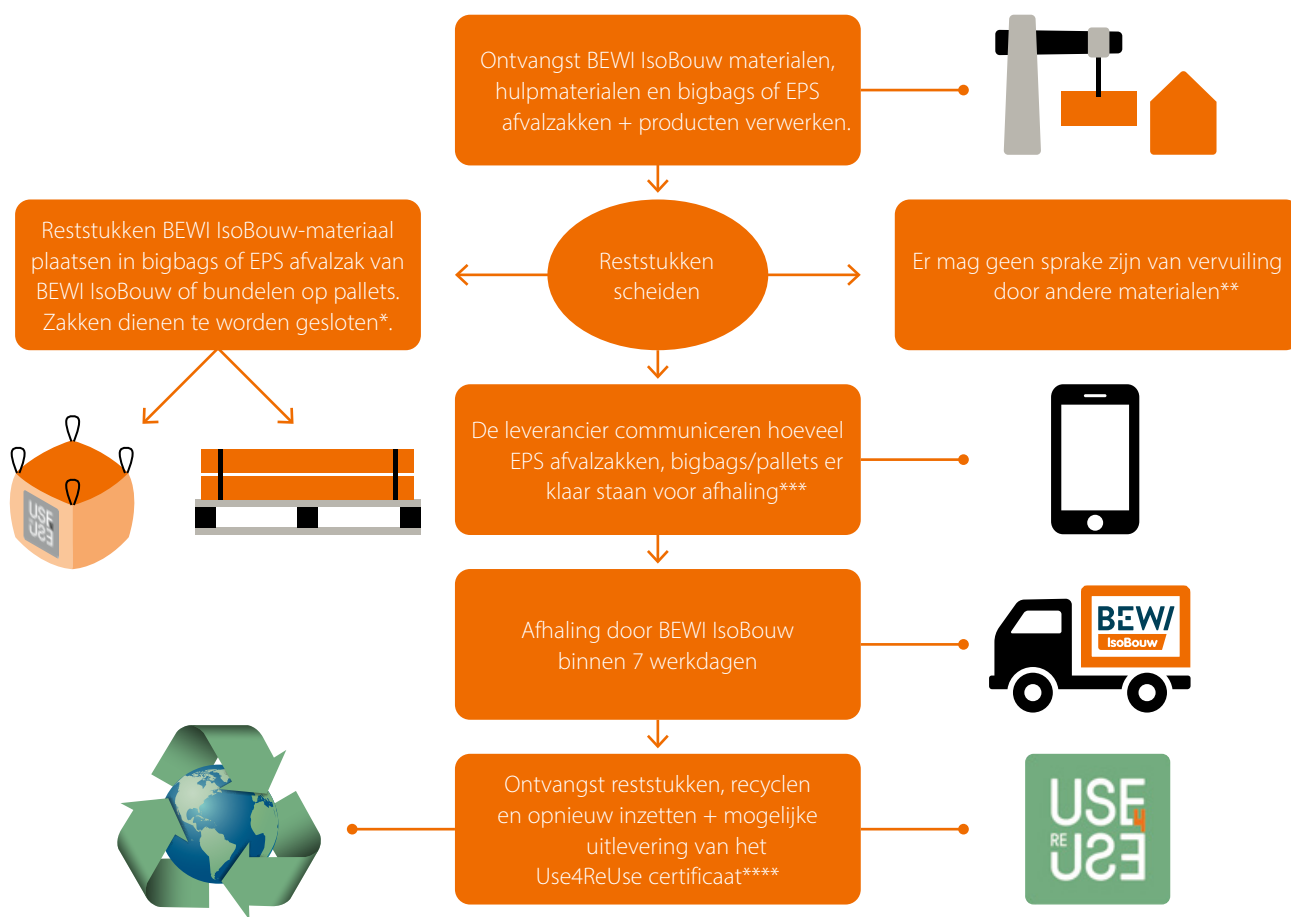 Ontvangst BEWI IsoBouw materialen,
hulpmaterialen en bigbags of EPS
afvalzakken + producten verwerken.
Reststukken BEWI IsoBouw-materiaal
plaatsen in bigbags of EPS afvalzak van
BEWI IsoBouw of bundelen op pallets.
Zakken dienen te worden gesloten*.
Reststukken
scheiden
Er mag geen sprake zijn van vervuiling
door andere materialen**
USE
USE
De leverancier communiceren hoeveel
EPS afvalzakken, bigbags/pallets er
klaar staan voor afhaling***
Afhaling door BEWI IsoBouw
binnen 7 werkdagen
BEWI
IsoBouw
Ontvangst reststukken, recyclen
en opnieuw inzetten + mogelijke
uitlevering van het
Use4ReUse certificaat****
USE
4
RE
USE